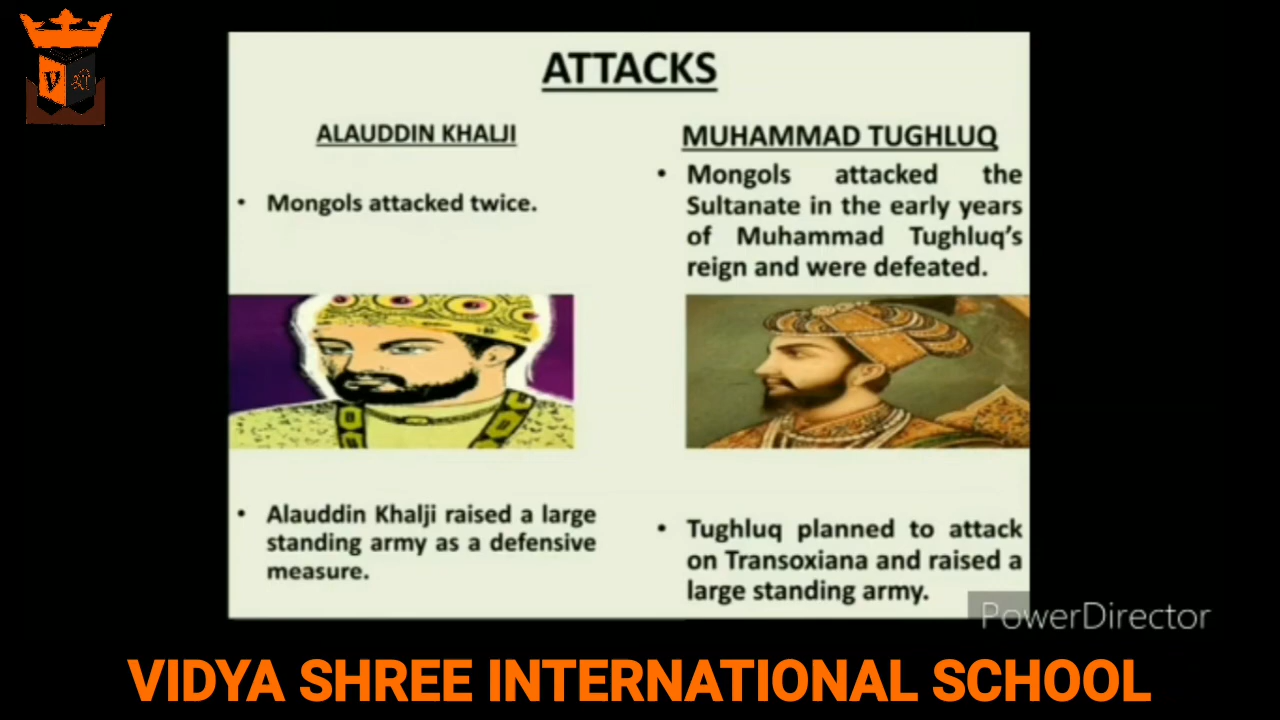 ATTACKS
ALAUDDIN KHALJI
• Mongols attacked twice.
• Alauddin Khalji raised a large
standing army as a defensive
measure.
MUHAMMAD TUGHLUQ
• Mongols attacked the
Sultanate in the early years
of Muhammad Tughluq's
reign and were defeated.
• Tughluq planned to attack
on Transoxiana and raised a
large standing army.
PowerDirector
VIDYA SHREE INTERNATIONAL SCHOOL